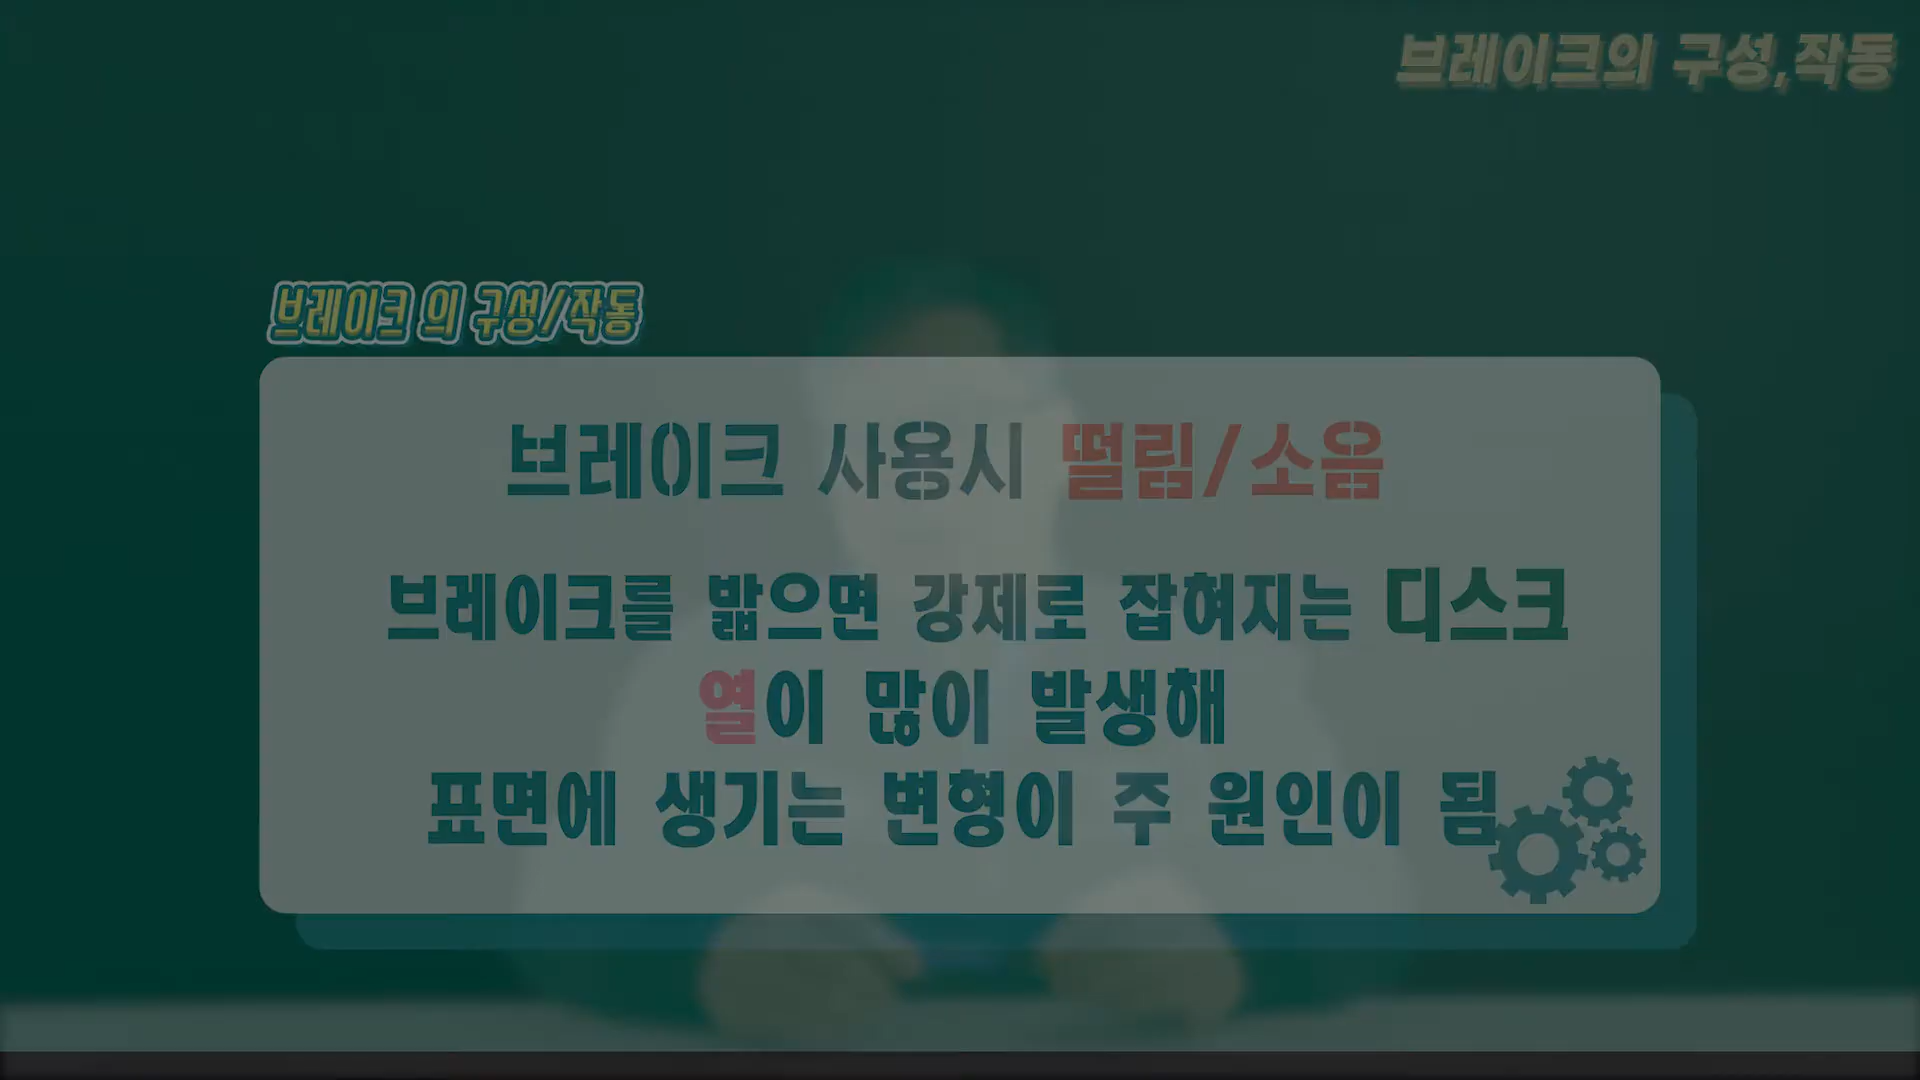 브레이크의 구성,작동
브레이크 의 구성/작동
브레이크 사용시 떨림/소음
브레이크를 밟으면 강제로 잡혀지는 디스크
열이 많이 발생해
표면에 생기는 변형이 주 원인이 됨